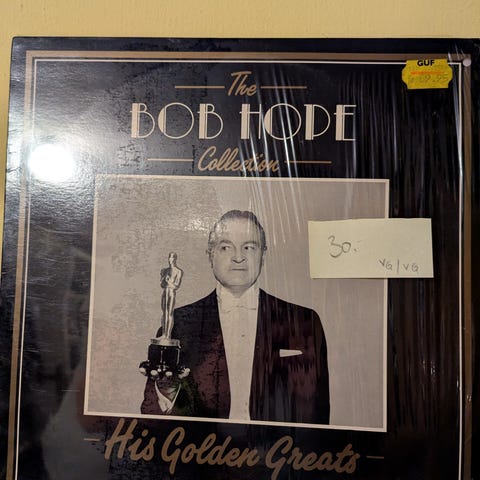 GUF
The
BOB HOPE
Collection
30.-
VG/VG
His Golden Greats